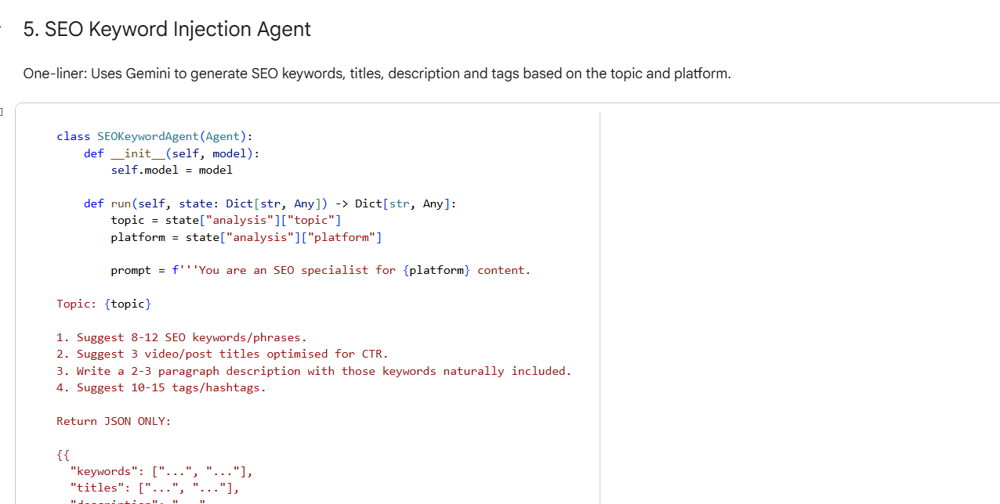 5. SEO Keyword Injection Agent
One-liner: Uses Gemini to generate SEO keywords, titles, description and tags based on the topic and platform.
class SEOKeywordAgent(Agent):
    def __init__(self, model):
        self.model = model
    def run(self, state: Dict[str, Any]) -> Dict[str, Any]:
        topic = state["analysis"]["topic"]
        platform = state["analysis"]["platform"]
        prompt = f'''You are an SEO specialist for {platform} content.
Topic: {topic}
1. Suggest 8-12 SEO keywords/phrases.
2. Suggest 3 video/post titles optimised for CTR.
3. Write a 2-3 paragraph description with those keywords naturally included.
4. Suggest 10-15 tags/hashtags.
Return JSON ONLY:
{{
  "keywords": ["...", "..."],
  "titles": ["...", "..."],